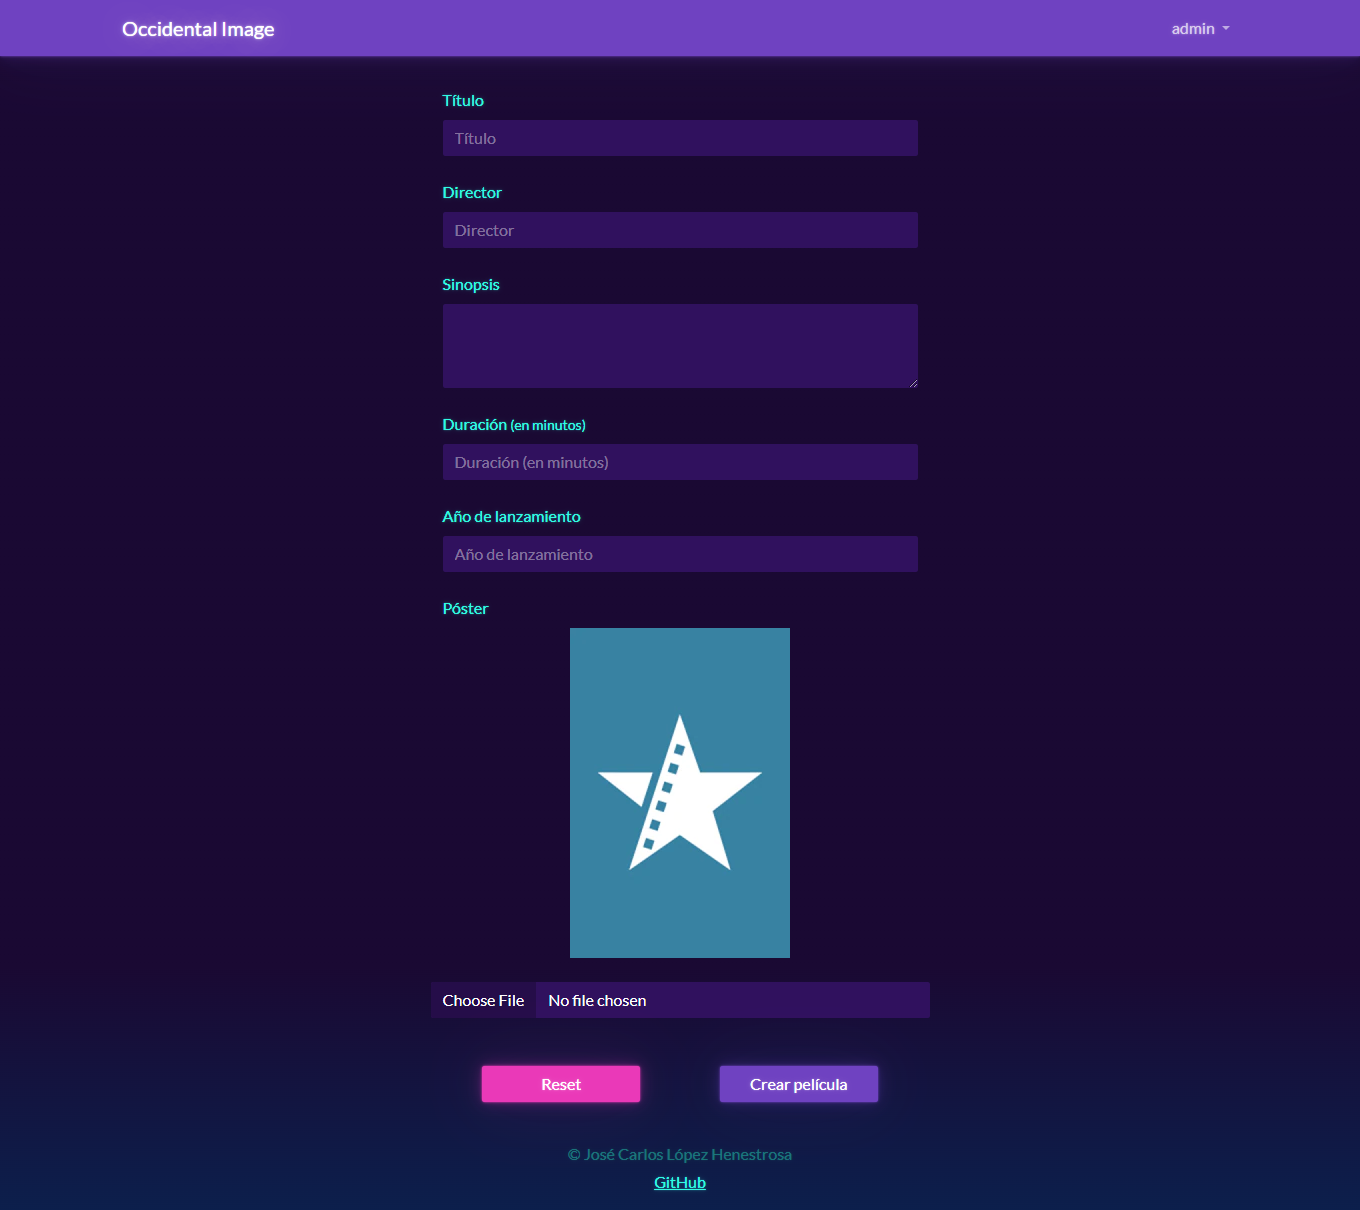 Occidental Image
admin
Título
Título
Director
Director
Sinopsis
Duración (en minutos)
Duración (en minutos)
Año de lanzamiento
Año de lanzamiento
Póster
Choose File No file chosen
Reset Crear película
© José Carlos López Henestrosa
GitHub